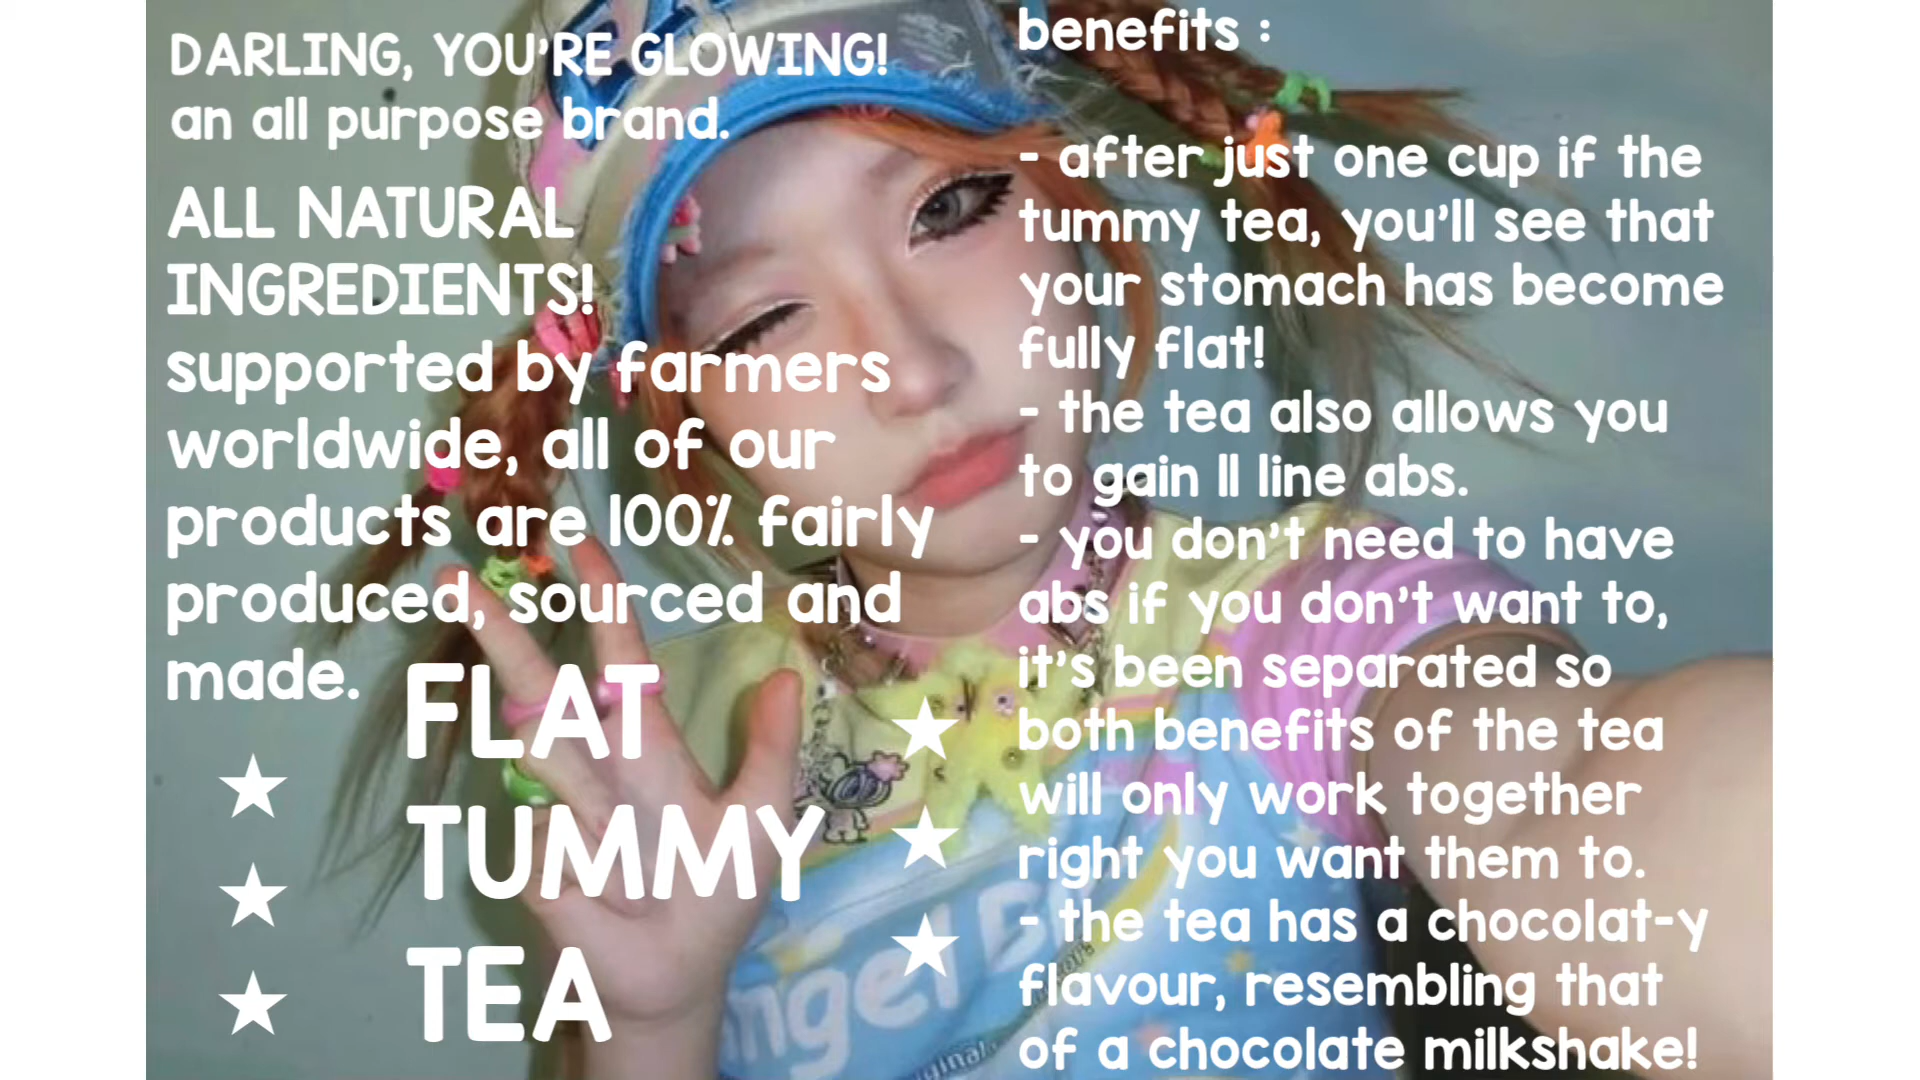 DARLING, YOU'RE GLOWING!
an all purpose brand.
ALL NATURAL
INGREDIENTS!
supported by farmers
worldwide, all of our
products are 100% fairly
produced, sourced and
made.
FLAT
TUMMY
TEA
benefits :
- after just one cup if the
tummy tea, you'll see that
your stomach has become
fully flat!
- the tea also allows you
to gain 11 line abs.
- you don't need to have
abs if you don't want to,
it's been separated so
both benefits of the tea
will only work together
right you want them to.
- the tea has a chocolat-y
flavour, resembling that
of a chocolate milkshake!